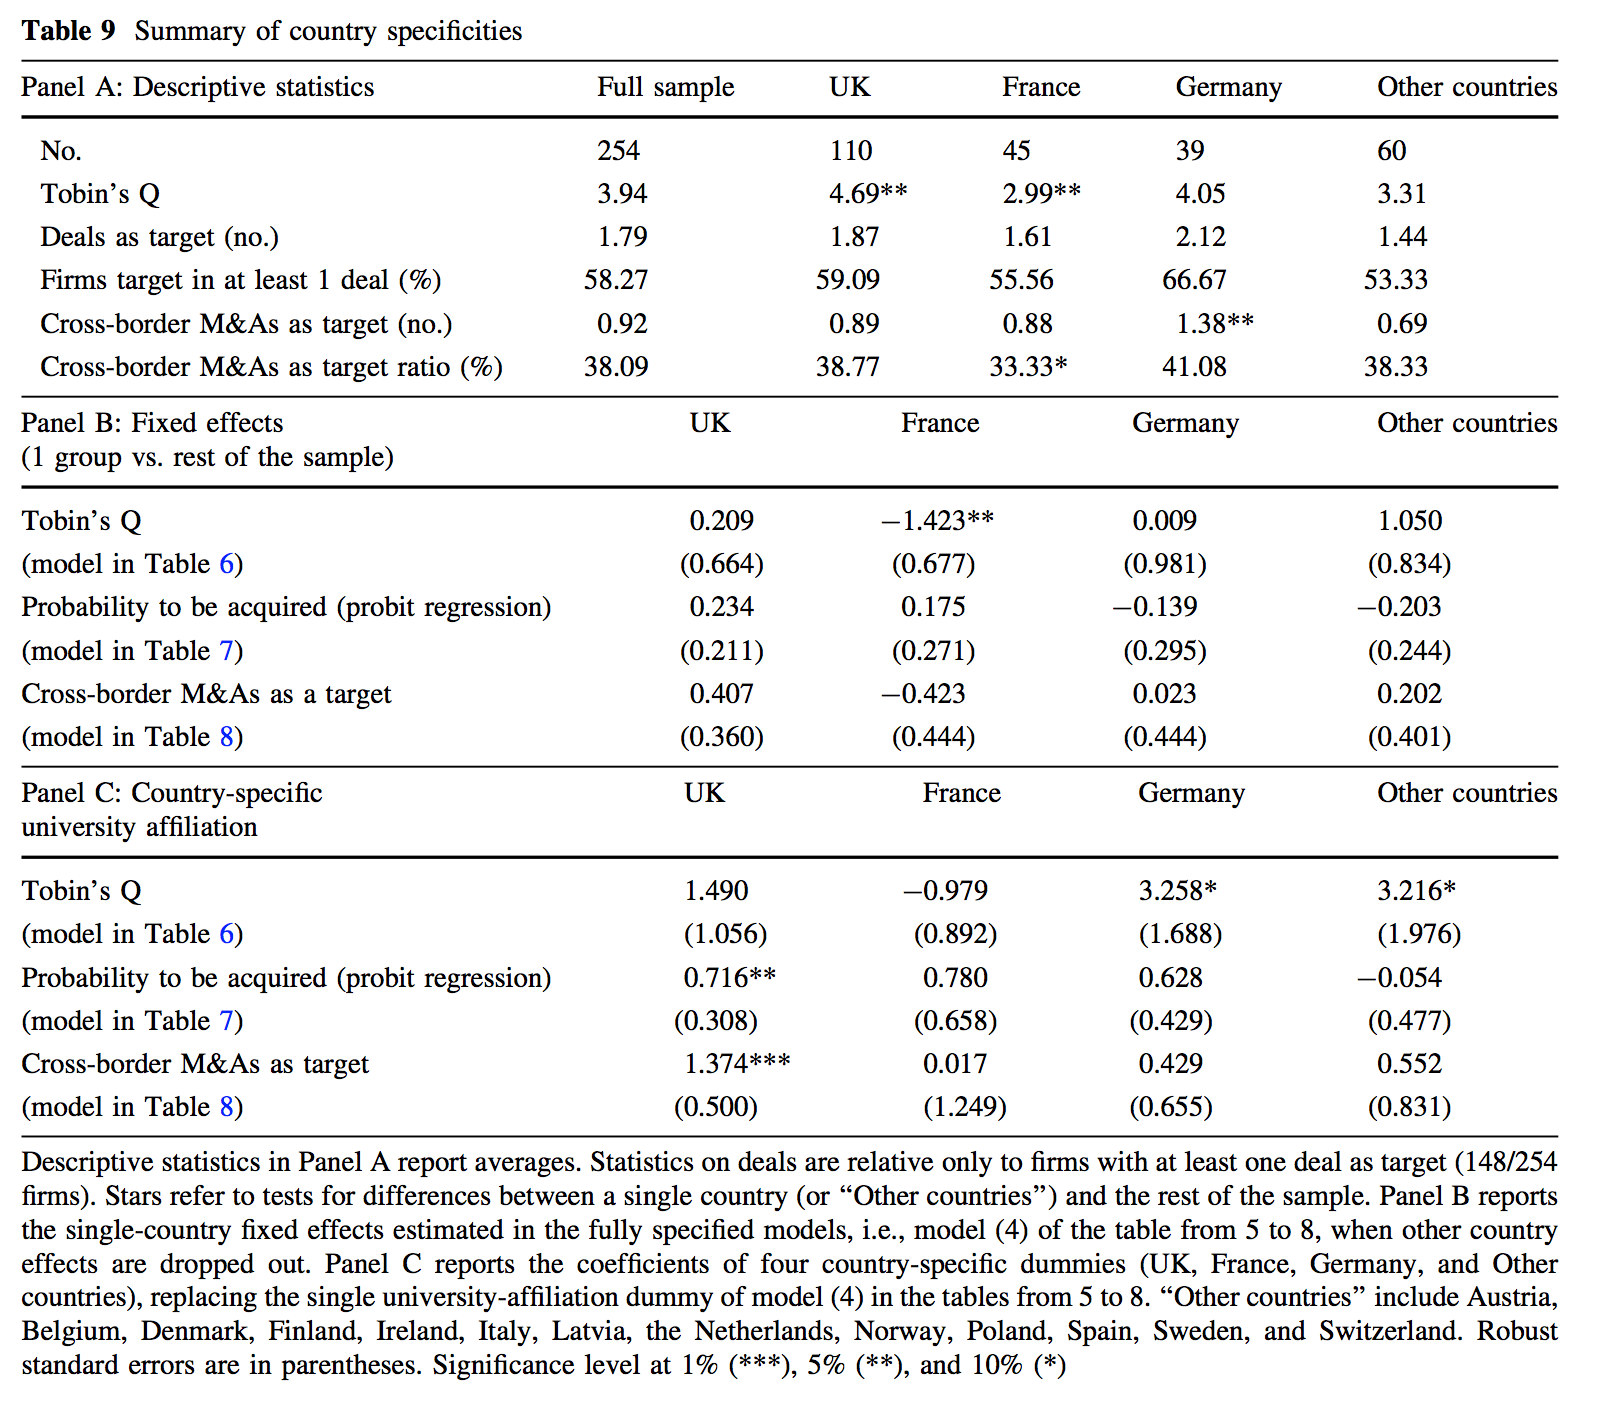 Table 9 Summary of country specificities
Panel A: Descriptive statistics Full sample UK France Germany Other countries
No. 254 110 45 39 60
Tobin’s Q 3.94 4.69** 2.99** 4.05 3.31
Deals as target (no.) 1.79 1.87 1.61 2.12 1.44
Firms target in at least 1 deal (%) 58.27 59.09 55.56 66.67 53.33
Cross-border M&As as target (no.) 0.92 0.89 0.88 1.38** 0.69
Cross-border M&As as target ratio (%) 38.09 38.77 33.33* 41.08 38.33
Panel B: Fixed effects UK France Germany Other countries
(1 group vs. rest of the sample)
Tobin’s Q 0.209 −1.423** 0.009 1.050
(model in Table 6) (0.664) (0.677) (0.981) (0.834)
Probability to be acquired (probit regression) 0.234 0.175 −0.139 −0.203
(model in Table 7) (0.211) (0.271) (0.295) (0.244)
Cross-border M&As as a target 0.407 −0.423 0.023 0.202
(model in Table 8) (0.360) (0.444) (0.444) (0.401)
Panel C: Country-specific UK France Germany Other countries
university affiliation
Tobin’s Q 1.490 −0.979 3.258* 3.216*
(model in Table 6) (1.056) (0.892) (1.688) (1.976)
Probability to be acquired (probit regression) 0.716** 0.780 0.628 −0.054
(model in Table 7) (0.308) (0.658) (0.429) (0.477)
Cross-border M&As as target 1.374*** 0.017 0.429 0.552
(model in Table 8) (0.500) (1.249) (0.655) (0.831)
Descriptive statistics in Panel A report averages. Statistics on deals are relative only to firms with at least one deal as target (148/254
firms). Stars refer to tests for differences between a single country (or “Other countries”) and the rest of the sample. Panel B reports
the single-country fixed effects estimated in the fully specified models, i.e., model (4) of the table from 5 to 8, when other country
effects are dropped out. Panel C reports the coefficients of four country-specific dummies (UK, France, Germany, and Other
countries), replacing the single university-affiliation dummy of model (4) in the tables from 5 to 8. “Other countries” include Austria,
Belgium, Denmark, Finland, Ireland, Italy, Latvia, the Netherlands, Norway, Poland, Spain, Sweden, and Switzerland. Robust
standard errors are in parentheses. Significance level at 1% (***), 5% (**), and 10% (*)